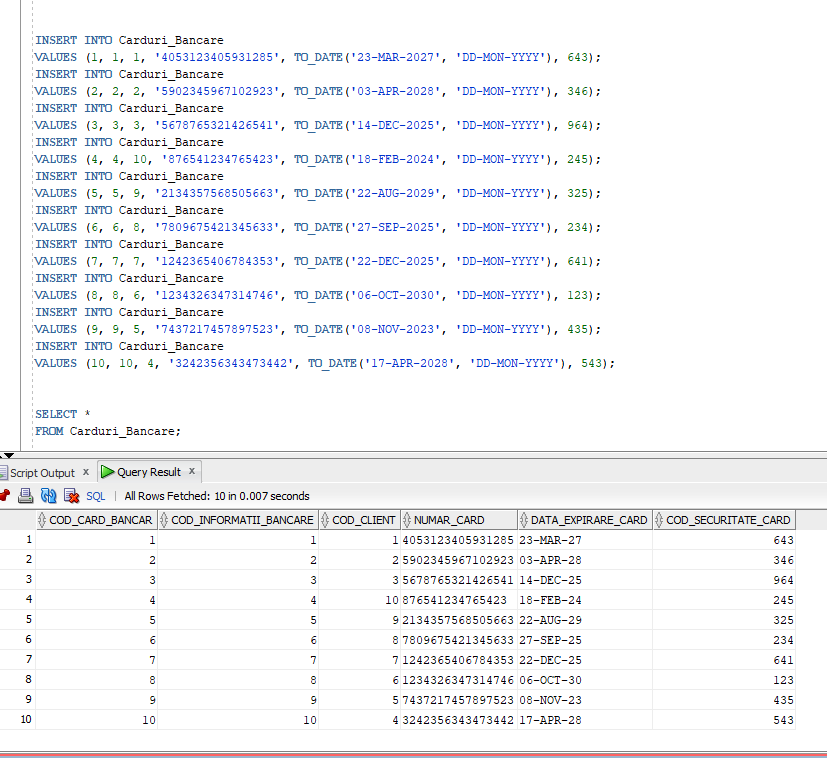 INSERT INTO Carduri_Bancare
VALUES (1, 1, 1, '4053123405931285', TO_DATE('23-MAR-2027', 'DD-MON-YYYY'), 643);
INSERT INTO Carduri_Bancare
VALUES (2, 2, 2, '5902345967102923', TO_DATE('03-APR-2028', 'DD-MON-YYYY'), 346);
INSERT INTO Carduri_Bancare
VALUES (3, 3, 3, '5678765321426541', TO_DATE('14-DEC-2025', 'DD-MON-YYYY'), 964);
INSERT INTO Carduri_Bancare
VALUES (4, 4, 10, '876541234765423', TO_DATE('18-FEB-2024', 'DD-MON-YYYY'), 245);
INSERT INTO Carduri_Bancare
VALUES (5, 5, 9, '2134357568505663', TO_DATE('22-AUG-2029', 'DD-MON-YYYY'), 325);
INSERT INTO Carduri_Bancare
VALUES (6, 6, 8, '7809675421345633', TO_DATE('27-SEP-2025', 'DD-MON-YYYY'), 234);
INSERT INTO Carduri_Bancare
VALUES (7, 7, 7, '1242365406784353', TO_DATE('22-DEC-2025', 'DD-MON-YYYY'), 641);
INSERT INTO Carduri_Bancare
VALUES (8, 8, 6, '1234326347314746', TO_DATE('06-OCT-2030', 'DD-MON-YYYY'), 123);
INSERT INTO Carduri_Bancare
VALUES (9, 9, 5, '7437217457897523', TO_DATE('08-NOV-2023', 'DD-MON-YYYY'), 435);
INSERT INTO Carduri_Bancare
VALUES (10, 10, 4, '3242356343473442', TO_DATE('17-APR-2028', 'DD-MON-YYYY'), 543);
SELECT *
FROM Carduri_Bancare;
Script Output x Query Result x
SQL | All Rows Fetched: 10 in 0.007 seconds
COD_CARD_BANCAR COD_INFORMATII_BANCARE COD_CLIENT NUMAR_CARD DATA_EXPIRARE_CARD COD_SECURITATE_CARD
1 1 1 1 4053123405931285 23-MAR-27 643
2 2 2 2 5902345967102923 03-APR-28 346
3 3 3 3 5678765321426541 14-DEC-25 964
4 4 4 10 876541234765423 18-FEB-24 245
5 5 5 9 2134357568505663 22-AUG-29 325
6 6 6 8 7809675421345633 27-SEP-25 234
7 7 7 7 1242365406784353 22-DEC-25 641
8 8 8 6 1234326347314746 06-OCT-30 123
9 9 9 5 7437217457897523 08-NOV-23 435
10 10 10 4 3242356343473442 17-APR-28 543